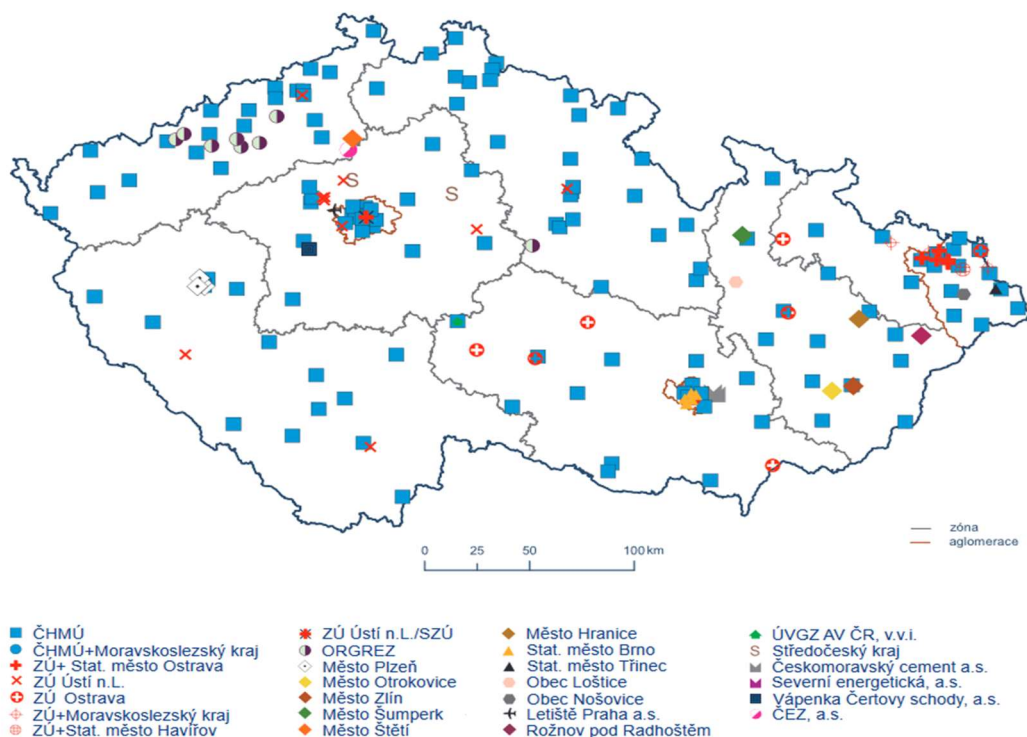 S
S
zóna
aglomerace
0 25 50 100 km
ČHMÚ
ČHMÚ+Moravskoslezský kraj
ZÚ+ Stat. město Ostrava
ZÚ Ústí n.L.
ZÚ Ostrava
ZÚ+Moravskoslezský kraj
ZÚ+Stat. město Havířov
ZÚ Ústí n.L./SZÚ
ORGREZ
Město Plzeň
Město Otrokovice
Město Zlín
Město Šumperk
Město Štětí
Město Hranice
Stat. město Brno
Stat. město Třinec
Obec Loštice
Obec Nošovice
Letiště Praha a.s.
Rožnov pod Radhoštěm
ÚVGZ AV ČR, v.v.i.
S Středočeský kraj
Českomoravský cement a.s.
Severní energetická, a.s.
Vápenka Čertovy schody, a.s.
ČEZ, a.s.